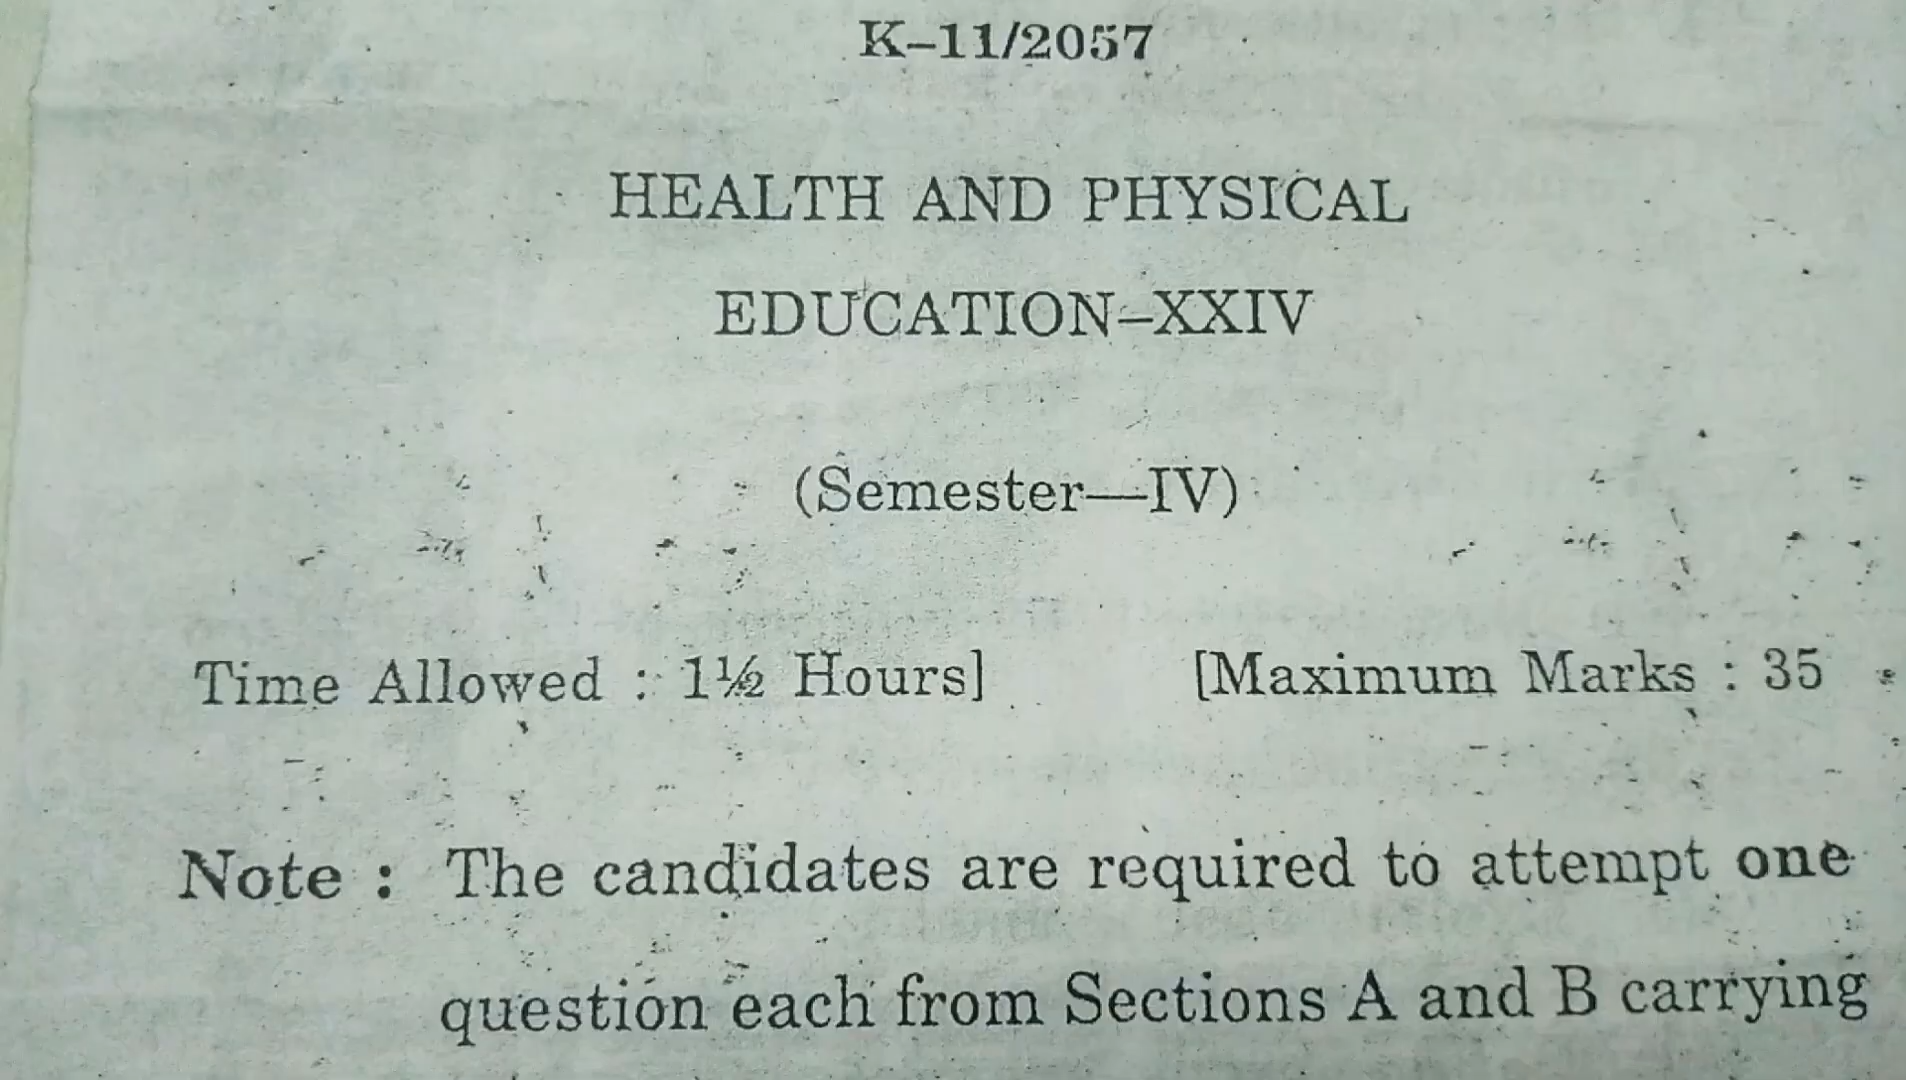 K–11/2057
HEALTH AND PHYSICAL
EDUCATION–XXIV
(Semester—IV)
Time Allowed : 1½ Hours] [Maximum Marks : 35
Note : The candidates are required to attempt one
question each from Sections A and B carrying